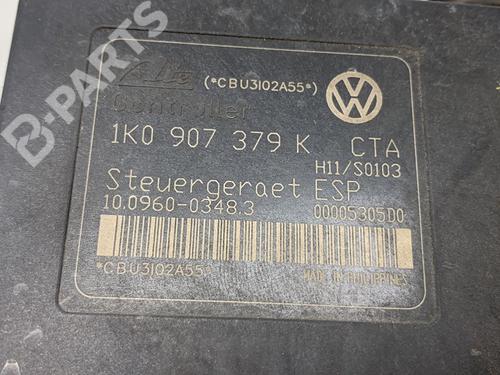 B-PARTS
Ate (*CBU3I02A55*)
Controller
1K0 907 379 K CTA
H11/S0103
Steuergeraet ESP
10.0960-0348.3 00005305D0
*CBU3I02A55*
MADE IN PHILIPPINES